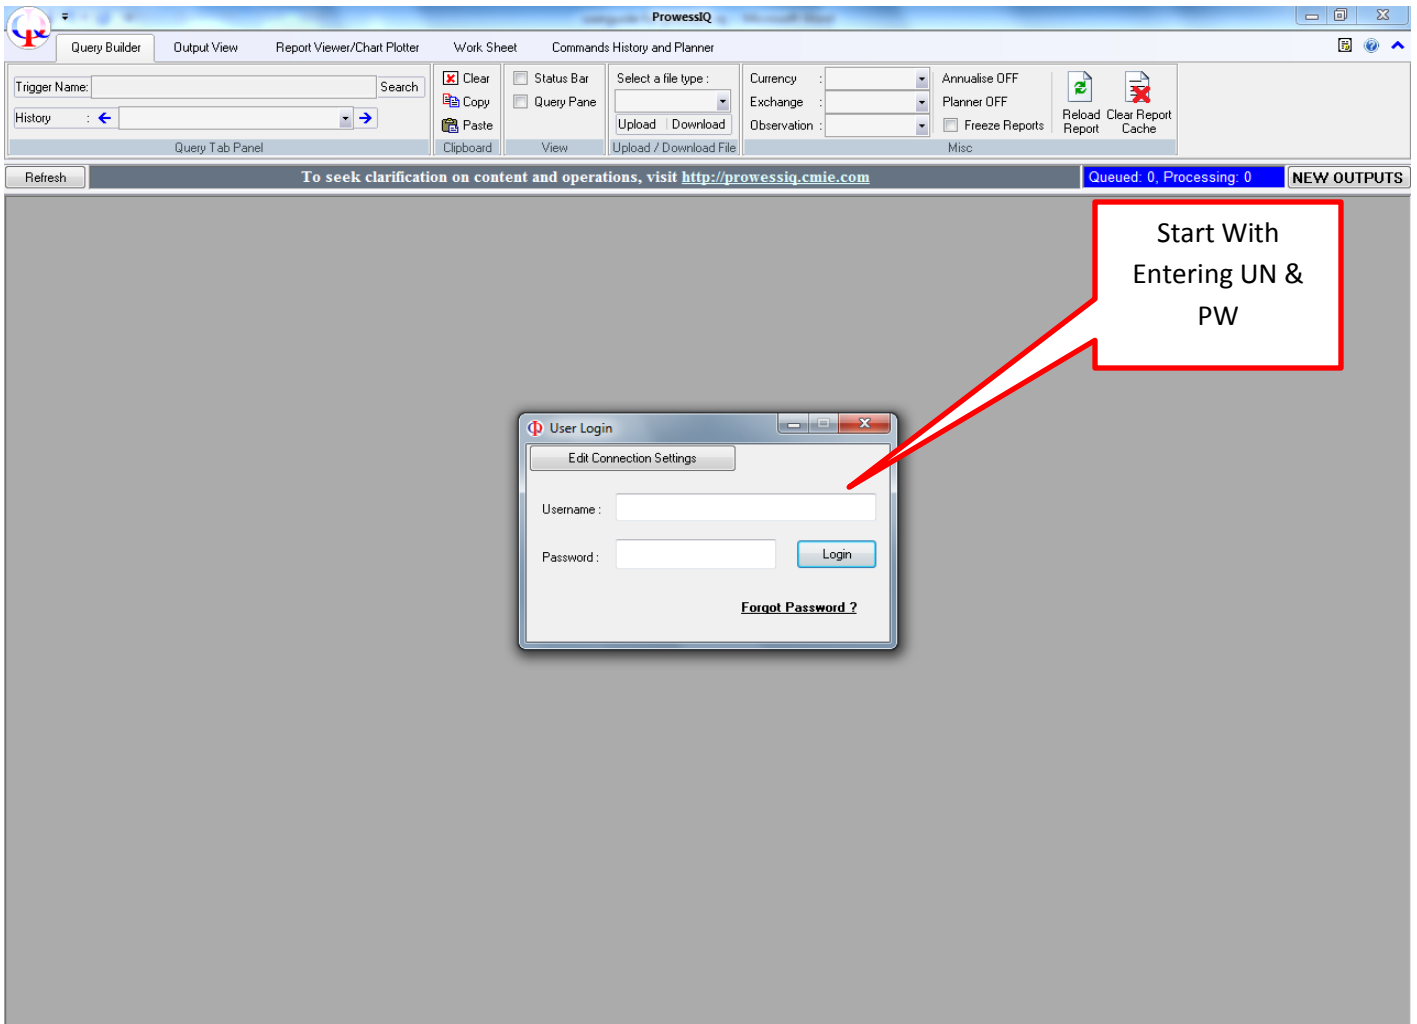 ProwessIQ
Query Builder
Output View
Report Viewer/Chart Plotter
Work Sheet
Commands History and Planner
Trigger Name:
Search
History :
Query Tab Panel
Clear
Copy
Paste
Clipboard
Status Bar
Query Pane
View
Select a file type :
Upload Download
Upload / Download File
Currency :
Exchange :
Observation :
Annualise OFF
Planner OFF
Freeze Reports
Misc
Reload
Report
Clear Report
Cache
Refresh
To seek clarification on content and operations, visit http://prowessiq.cmie.com
Queued: 0, Processing: 0
NEW OUTPUTS
Start With
Entering UN &
PW
User Login
Edit Connection Settings
Username :
Password :
Login
Forgot Password ?